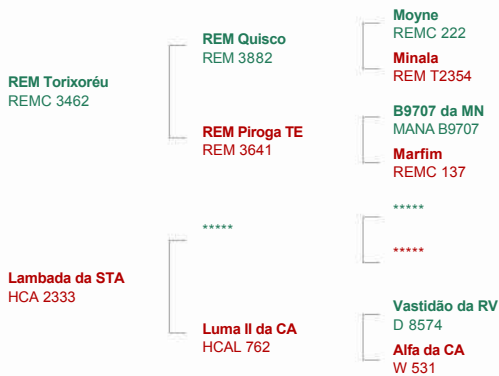 Moyne
REMC 222
REM Quisco
REM 3882
Minala
REM T2354
REM Torixoréu
REMC 3462
B9707 da MN
MANA B9707
REM Piroga TE
REM 3641
Marfim
REMC 137
*****
*****
*****
Lambada da STA
HCA 2333
Vastidão da RV
D 8574
Luma II da CA
HCAL 762
Alfa da CA
W 531